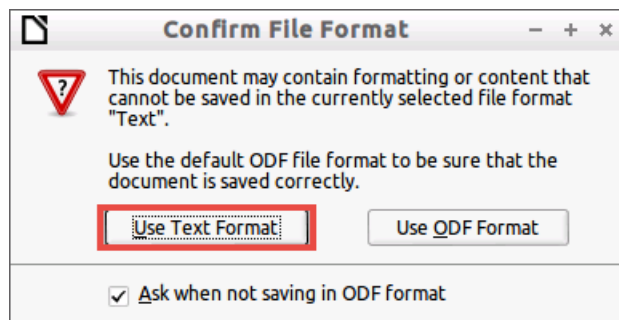 Confirm File Format
This document may contain formatting or content that
cannot be saved in the currently selected file format
"Text".
Use the default ODF file format to be sure that the
document is saved correctly.
Use Text Format
Use ODF Format
Ask when not saving in ODF format